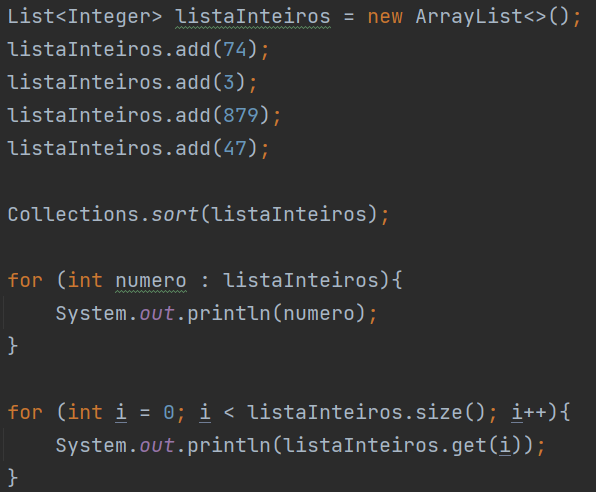 List<Integer> listaInteiros = new ArrayList<>();
listaInteiros.add(74);
listaInteiros.add(3);
listaInteiros.add(879);
listaInteiros.add(47);
Collections.sort(listaInteiros);
for (int numero : listaInteiros){
    System.out.println(numero);
}
for (int i = 0; i < listaInteiros.size(); i++){
    System.out.println(listaInteiros.get(i));
}